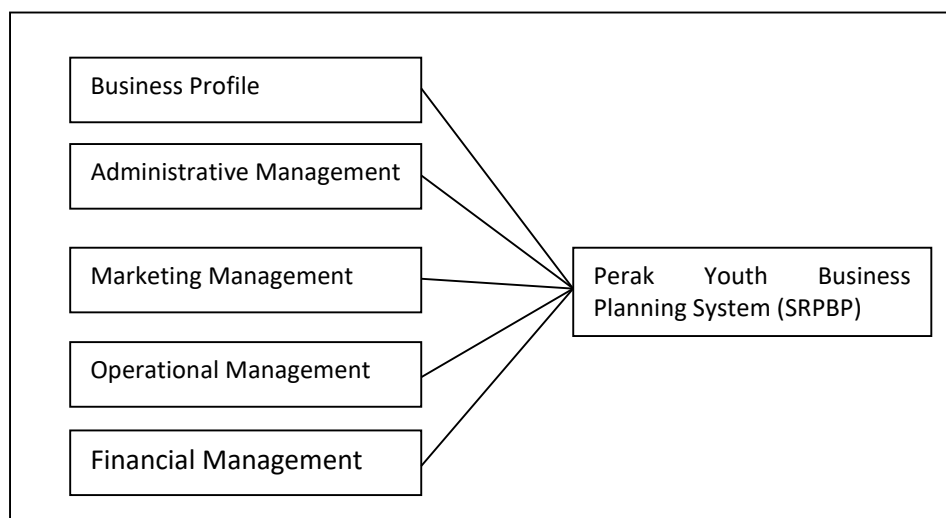 Business Profile
Administrative Management
Marketing Management
Perak Youth Business
Planning System (SRPBP)
Operational Management
Financial Management